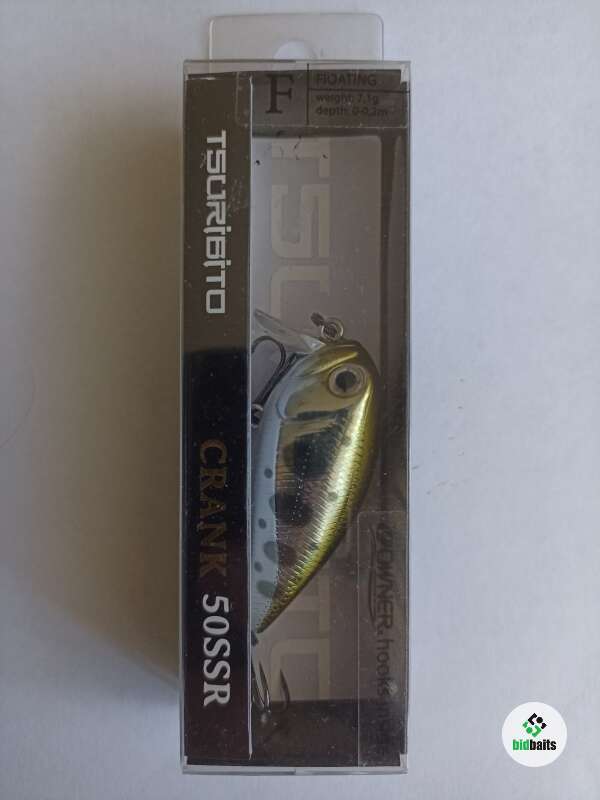 F
FlOATING
weight: 7,1g
depth: 0-0,2m
TSURIBITO
CRANK 50SSR
OWNER hooks
bidbaits